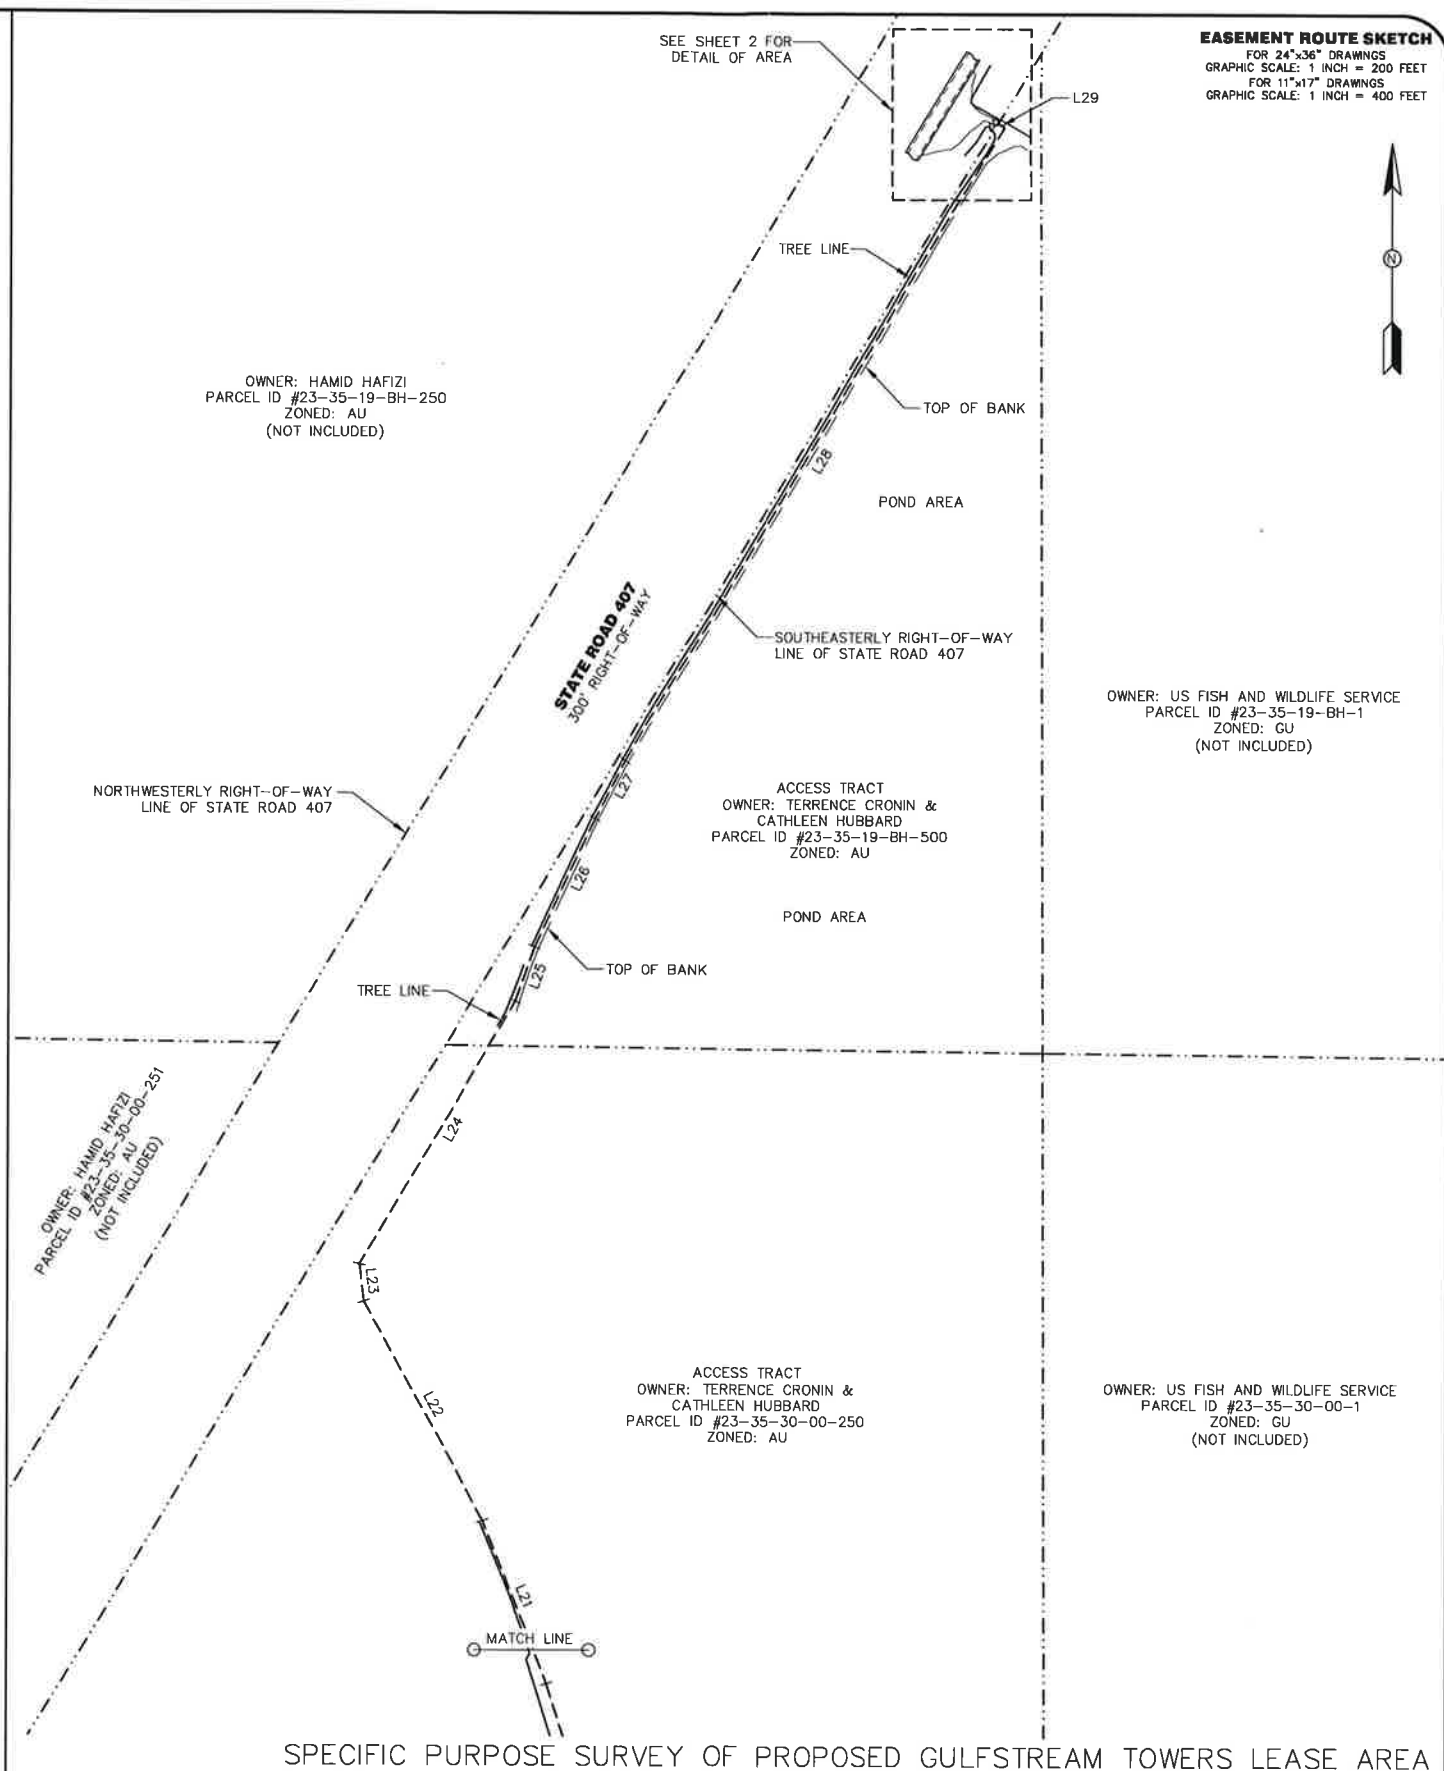 EASEMENT ROUTE SKETCH
FOR 24"x36" DRAWINGS
GRAPHIC SCALE: 1 INCH = 200 FEET
FOR 11"x17" DRAWINGS
GRAPHIC SCALE: 1 INCH = 400 FEET
SEE SHEET 2 FOR
DETAIL OF AREA
L29
N
TREE LINE
OWNER: HAMID HAFIZI
PARCEL ID #23-35-19-BH-250
ZONED: AU
(NOT INCLUDED)
TOP OF BANK
L28
POND AREA
STATE ROAD 407
300' RIGHT-OF-WAY
SOUTHEASTERLY RIGHT-OF-WAY
LINE OF STATE ROAD 407
OWNER: US FISH AND WILDLIFE SERVICE
PARCEL ID #23-35-19-BH-1
ZONED: GU
(NOT INCLUDED)
NORTHWESTERLY RIGHT-OF-WAY
LINE OF STATE ROAD 407
L27
ACCESS TRACT
OWNER: TERRENCE CRONIN &
CATHLEEN HUBBARD
PARCEL ID #23-35-19-BH-500
ZONED: AU
L26
POND AREA
TOP OF BANK
L25
TREE LINE
OWNER: HAMID HAFIZI
PARCEL ID #23-35-30-00-251
ZONED: AU
(NOT INCLUDED)
L24
L23
L22
ACCESS TRACT
OWNER: TERRENCE CRONIN &
CATHLEEN HUBBARD
PARCEL ID #23-35-30-00-250
ZONED: AU
OWNER: US FISH AND WILDLIFE SERVICE
PARCEL ID #23-35-30-00-1
ZONED: GU
(NOT INCLUDED)
L21
MATCH LINE
SPECIFIC PURPOSE SURVEY OF PROPOSED GULFSTREAM TOWERS LEASE AREA